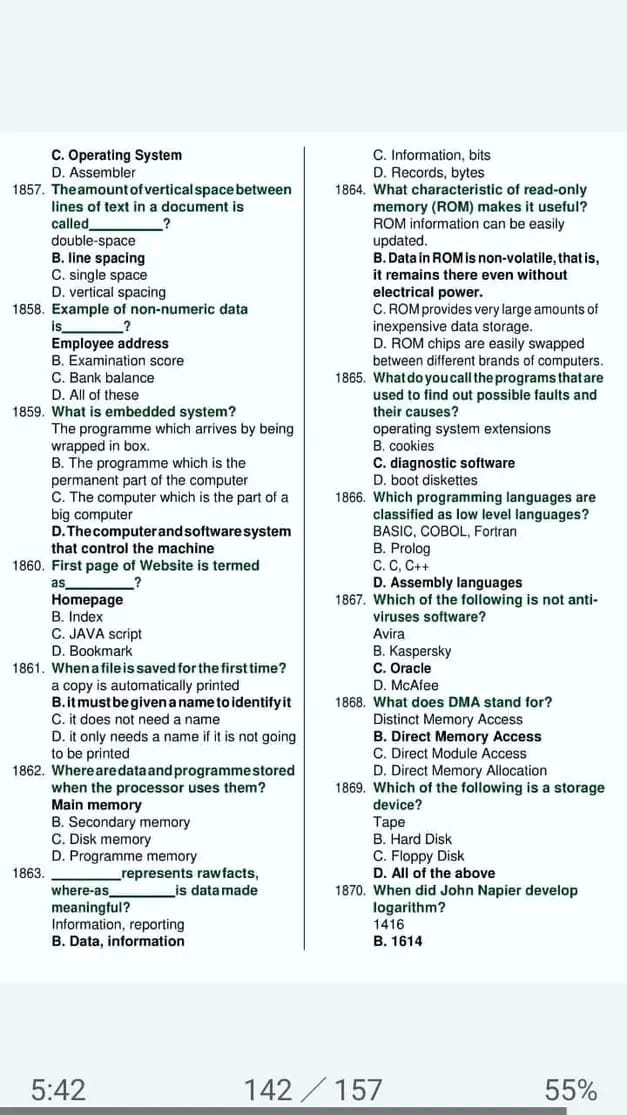 C. Operating System
D. Assembler
1857. The amount of vertical space between
lines of text in a document is
called_________?
double-space
B. line spacing
C. single space
D. vertical spacing
1858. Example of non-numeric data
is________?
Employee address
B. Examination score
C. Bank balance
D. All of these
1859. What is embedded system?
The programme which arrives by being
wrapped in box.
B. The programme which is the
permanent part of the computer
C. The computer which is the part of a
big computer
D. The computer and software system
that control the machine
1860. First page of Website is termed
as_________?
Homepage
B. Index
C. JAVA script
D. Bookmark
1861. When a file is saved for the first time?
a copy is automatically printed
B. it must be given a name to identify it
C. it does not need a name
D. it only needs a name if it is not going
to be printed
1862. Where are data and programme stored
when the processor uses them?
Main memory
B. Secondary memory
C. Disk memory
D. Programme memory
1863. _________represents raw facts,
where-as_________is data made
meaningful?
Information, reporting
B. Data, information
C. Information, bits
D. Records, bytes
1864. What characteristic of read-only
memory (ROM) makes it useful?
ROM information can be easily
updated.
B. Data in ROM is non-volatile, that is,
it remains there even without
electrical power.
C. ROM provides very large amounts of
inexpensive data storage.
D. ROM chips are easily swapped
between different brands of computers.
1865. What do you call the programs that are
used to find out possible faults and
their causes?
operating system extensions
B. cookies
C. diagnostic software
D. boot diskettes
1866. Which programming languages are
classified as low level languages?
BASIC, COBOL, Fortran
B. Prolog
C. C, C++
D. Assembly languages
1867. Which of the following is not anti-
viruses software?
Avira
B. Kaspersky
C. Oracle
D. McAfee
1868. What does DMA stand for?
Distinct Memory Access
B. Direct Memory Access
C. Direct Module Access
D. Direct Memory Allocation
1869. Which of the following is a storage
device?
Tape
B. Hard Disk
C. Floppy Disk
D. All of the above
1870. When did John Napier develop
logarithm?
1416
B. 1614
5:42 142 / 157 55%